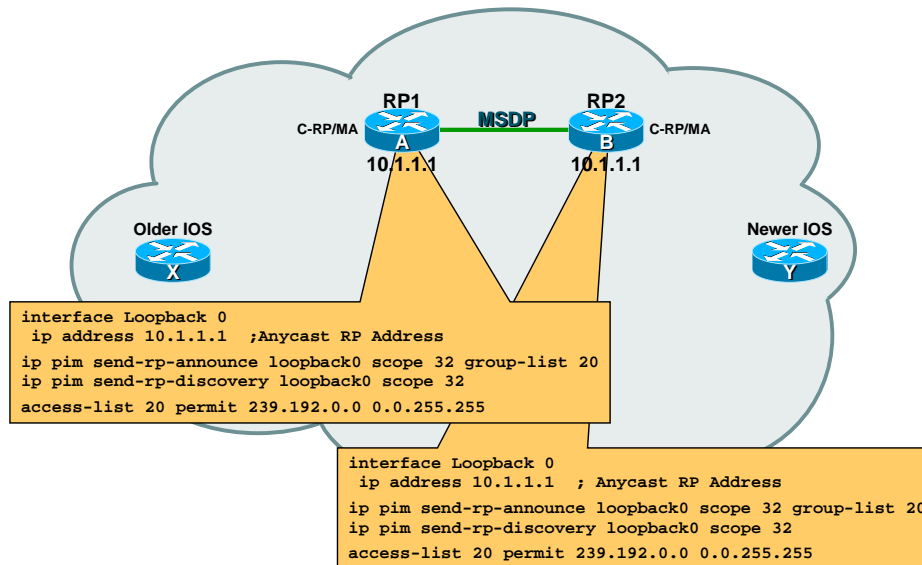 RP1
RP2
C-RP/MA
MSDP
C-RP/MA
A
B
10.1.1.1
10.1.1.1
Older IOS
Newer IOS
X
Y
interface Loopback 0
ip address 10.1.1.1 ;Anycast RP Address
ip pim send-rp-announce loopback0 scope 32 group-list 20
ip pim send-rp-discovery loopback0 scope 32
access-list 20 permit 239.192.0.0 0.0.255.255
interface Loopback 0
ip address 10.1.1.1 ; Anycast RP Address
ip pim send-rp-announce loopback0 scope 32 group-list 20
ip pim send-rp-discovery loopback0 scope 32
access-list 20 permit 239.192.0.0 0.0.255.255